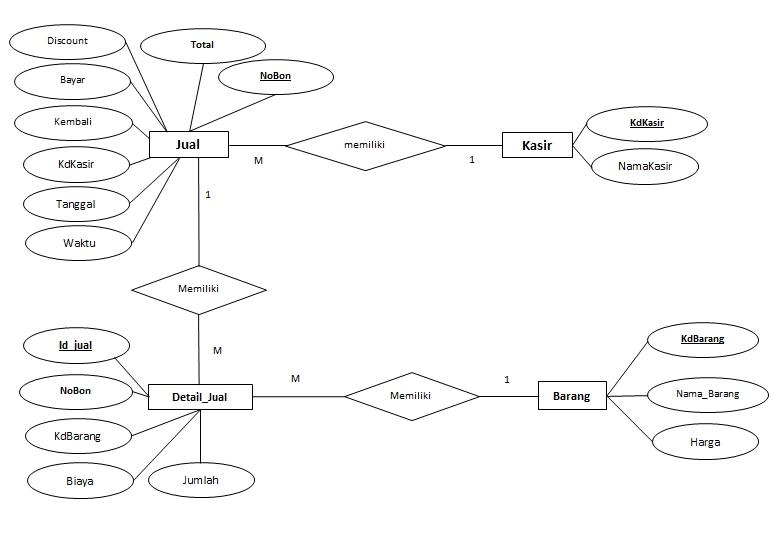 Discount
Total
NoBon
Bayar
Kembali
KdKasir
Jual
memiliki
Kasir
M
1
KdKasir
NamaKasir
Tanggal
1
Waktu
Memiliki
Id_jual
M
KdBarang
NoBon
Detail_Jual
M
Memiliki
1
Barang
Nama_Barang
KdBarang
Harga
Biaya
Jumlah